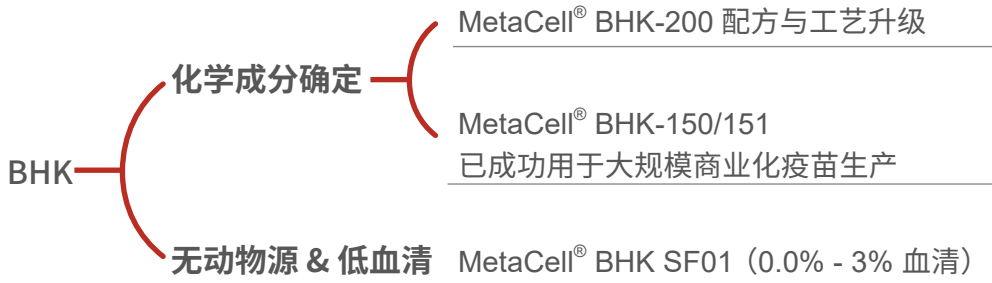 MetaCell® BHK-200 配方与工艺升级
化学成分确定
MetaCell® BHK-150/151
已成功用于大规模商业化疫苗生产
BHK
无动物源 & 低血清 MetaCell® BHK SF01（0.0% - 3% 血清）